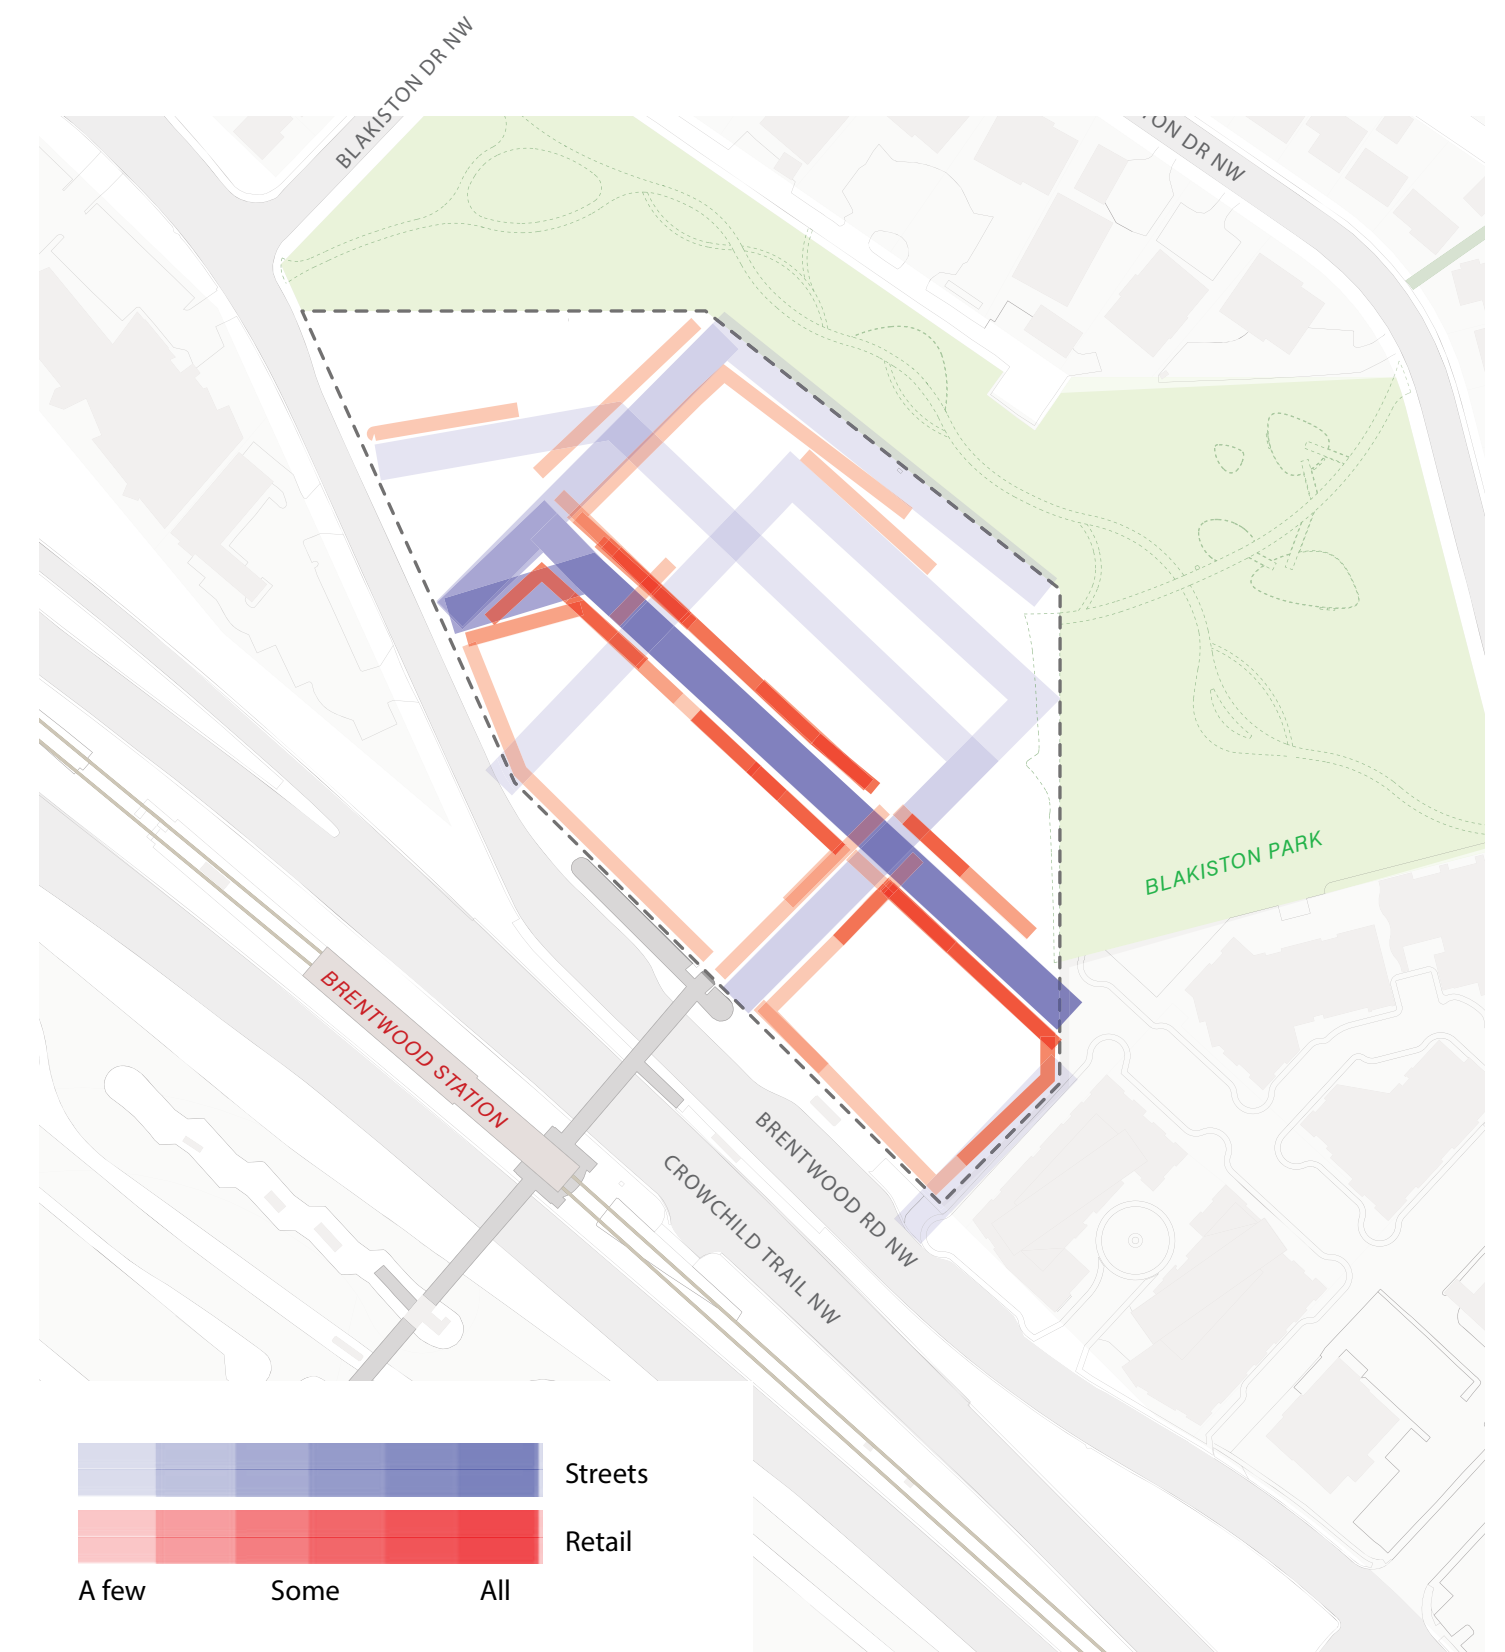 BLAKISTON DR NW
TON DR NW
BLAKISTON PARK
BRENTWOOD STATION
BRENTWOOD RD NW
CROWCHILD TRAIL NW
Streets
Retail
A few Some All